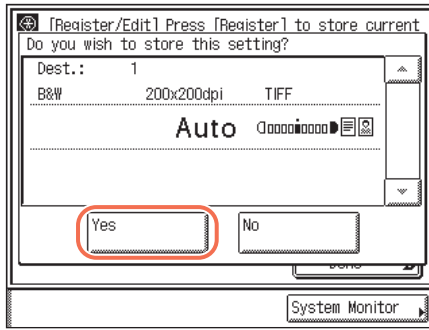 [Register/Edit] Press [Register] to store current
Do you wish to store this setting?
Dest.: 1
B&W 200x200dpi TIFF
Auto
Yes No
System Monitor